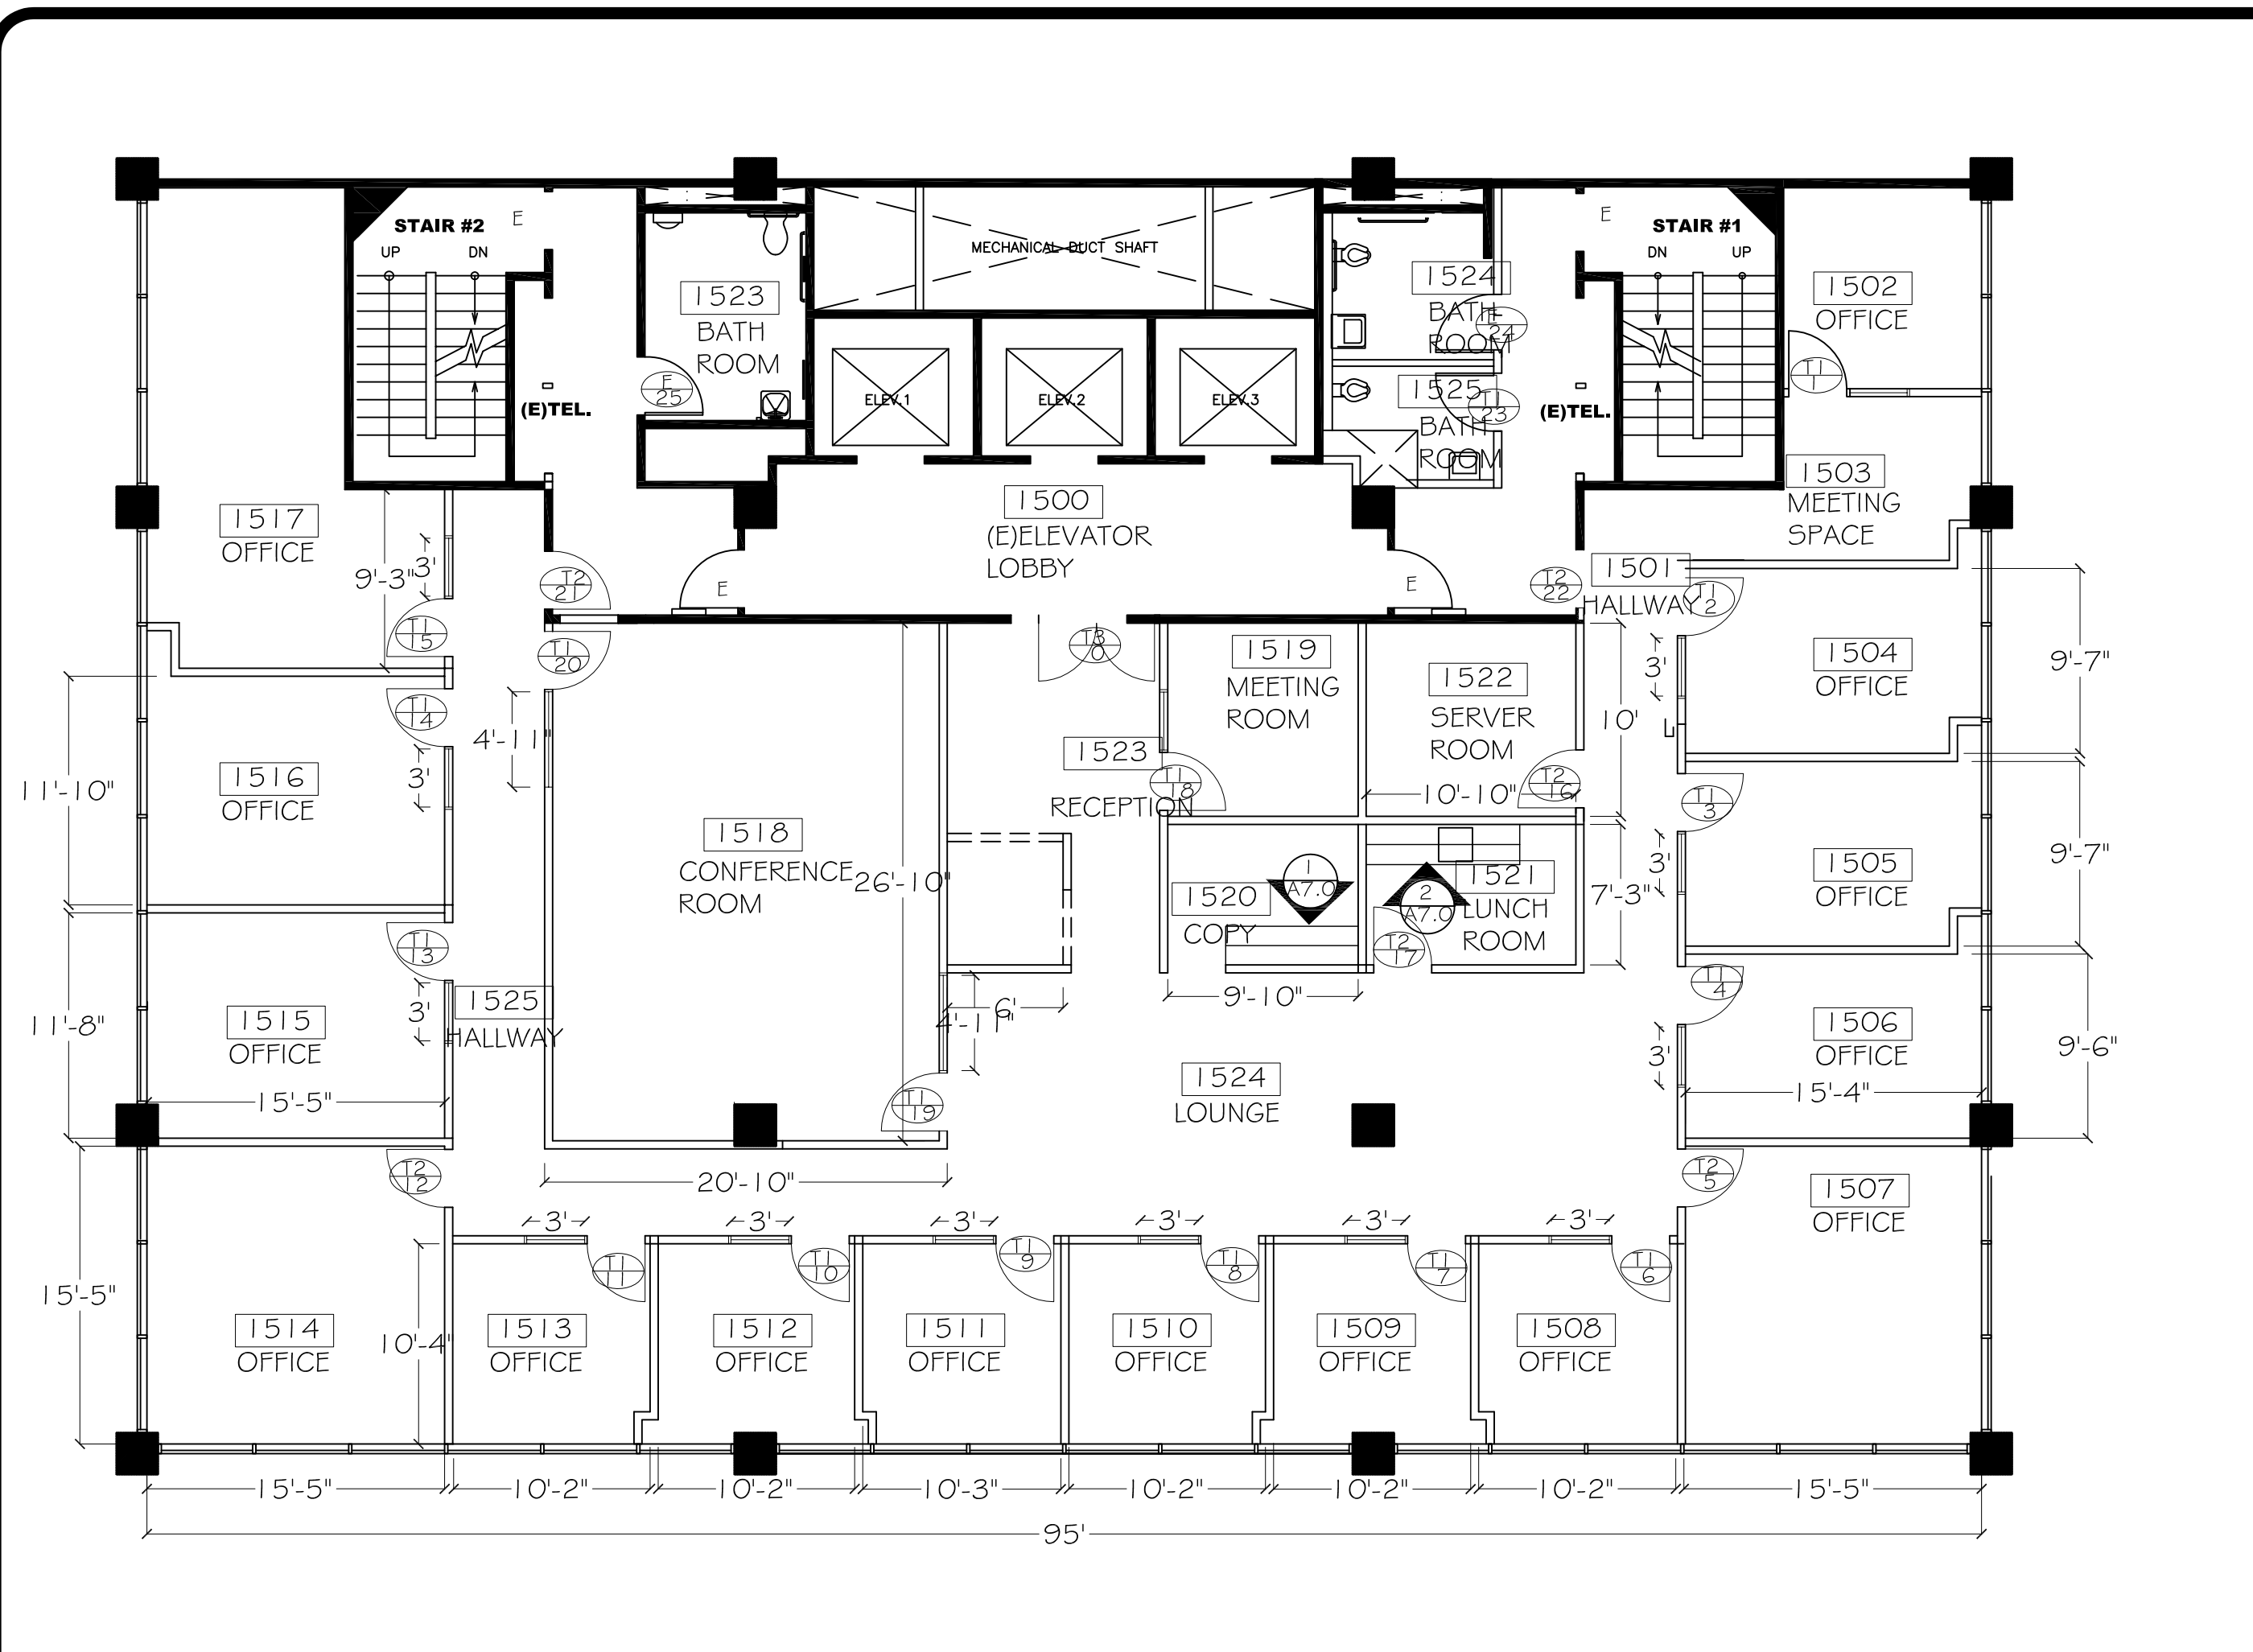 STAIR #2
E
UP
DN
(E)TEL.
1523
BATH
ROOM
E
25
MECHANICAL DUCT SHAFT
ELEV.1
ELEV.2
ELEV.3
1524
BATH
ROOM
E
24
1525
BATH
ROOM
T1
23
E
STAIR #1
DN
UP
(E)TEL.
1502
OFFICE
T1
1
1503
MEETING
SPACE
1517
OFFICE
9'-3"
3'
T1
15
T2
21
E
1500
(E)ELEVATOR
LOBBY
E
T2
22
1501
HALLWAY
T1
2
T1
20
T3
0
1519
MEETING
ROOM
1522
SERVER
ROOM
10'
3'
1504
OFFICE
9'-7"
T1
14
4'-11"
3'
1516
OFFICE
11'-10"
1523
RECEPTION
T1
18
10'-10"
T2
16
T1
3
1518
CONFERENCE
ROOM
26'-10"
1
A7.0
2
A7.0
1520
COPY
1521
LUNCH
ROOM
7'-3"
T2
17
3'
1505
OFFICE
9'-7"
T1
13
1525
HALLWAY
3'
1515
OFFICE
11'-8"
15'-5"
6'
4'-11"
9'-10"
T1
4
1506
OFFICE
3'
9'-6"
15'-4"
T1
19
1524
LOUNGE
T2
12
20'-10"
T2
5
1507
OFFICE
3'
3'
3'
3'
3'
3'
T1
11
T1
10
T1
9
T1
8
T1
7
T1
6
15'-5"
10'-4"
1514
OFFICE
1513
OFFICE
1512
OFFICE
1511
OFFICE
1510
OFFICE
1509
OFFICE
1508
OFFICE
15'-5"
10'-2"
10'-2"
10'-3"
10'-2"
10'-2"
10'-2"
15'-5"
95'